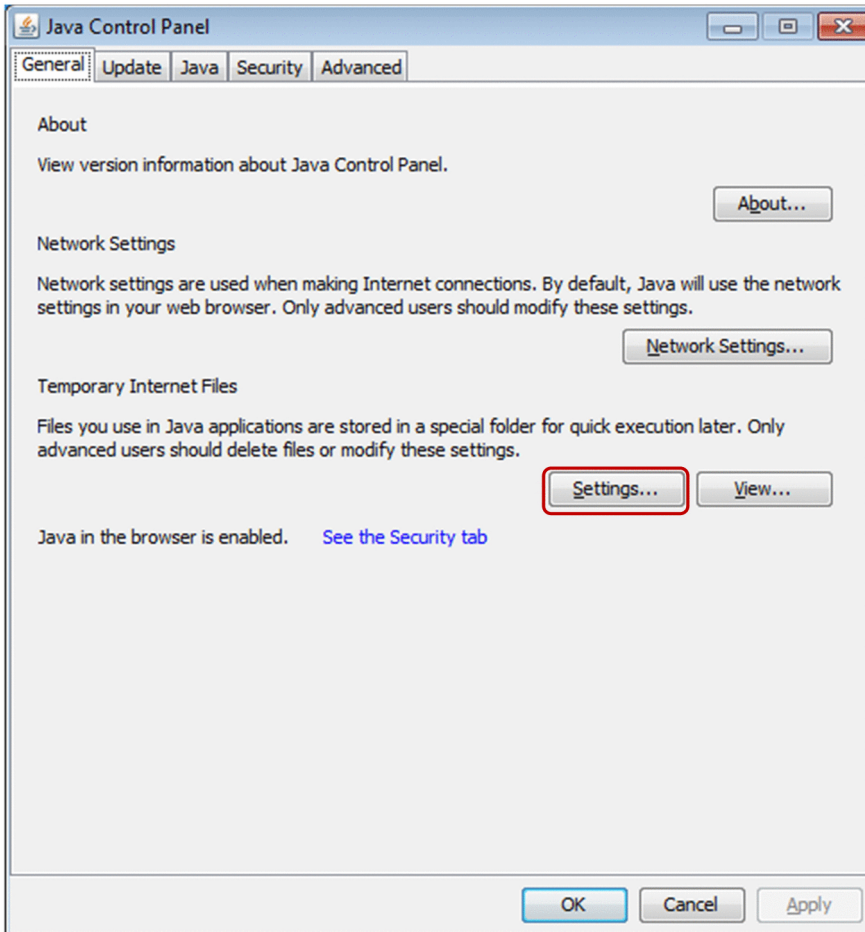 Java Control Panel
General Update Java Security Advanced
About
View version information about Java Control Panel.
About...
Network Settings
Network settings are used when making Internet connections. By default, Java will use the network
settings in your web browser. Only advanced users should modify these settings.
Network Settings...
Temporary Internet Files
Files you use in Java applications are stored in a special folder for quick execution later. Only
advanced users should delete files or modify these settings.
Settings... View...
Java in the browser is enabled. See the Security tab
OK Cancel Apply